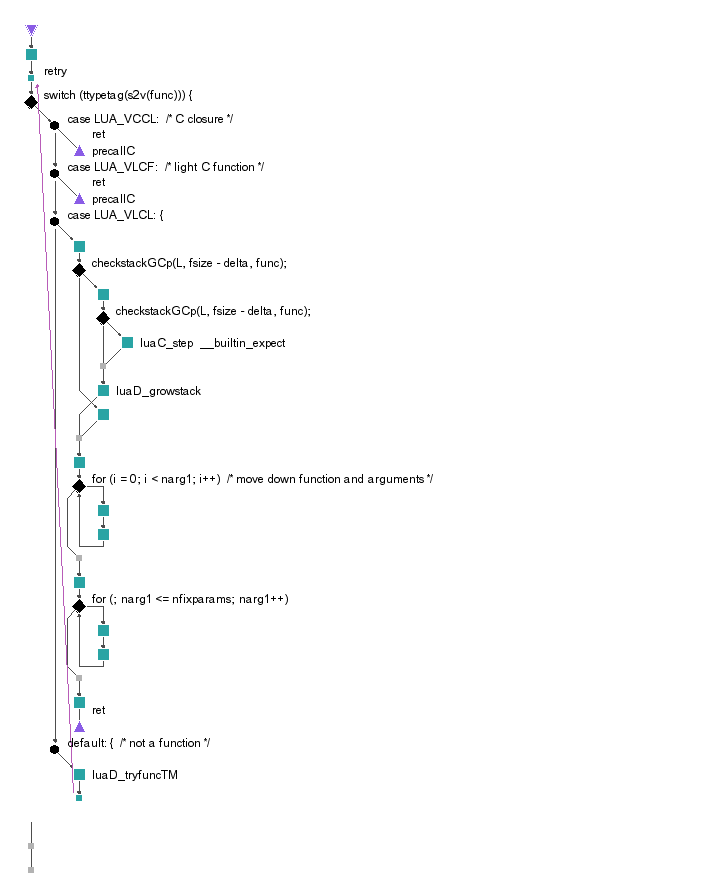 retry
switch (ttypetag(s2v(func))) {
case LUA_VCCL:  /* C closure */
ret
precallC
case LUA_VLCF:  /* light C function */
ret
precallC
case LUA_VLCL: {
checkstackGCp(L, fsize - delta, func);
checkstackGCp(L, fsize - delta, func);
luaC_step  __builtin_expect
luaD_growstack
for (i = 0; i < narg1; i++)  /* move down function and arguments */
for (; narg1 <= nfixparams; narg1++)
ret
default: {  /* not a function */
luaD_tryfuncTM